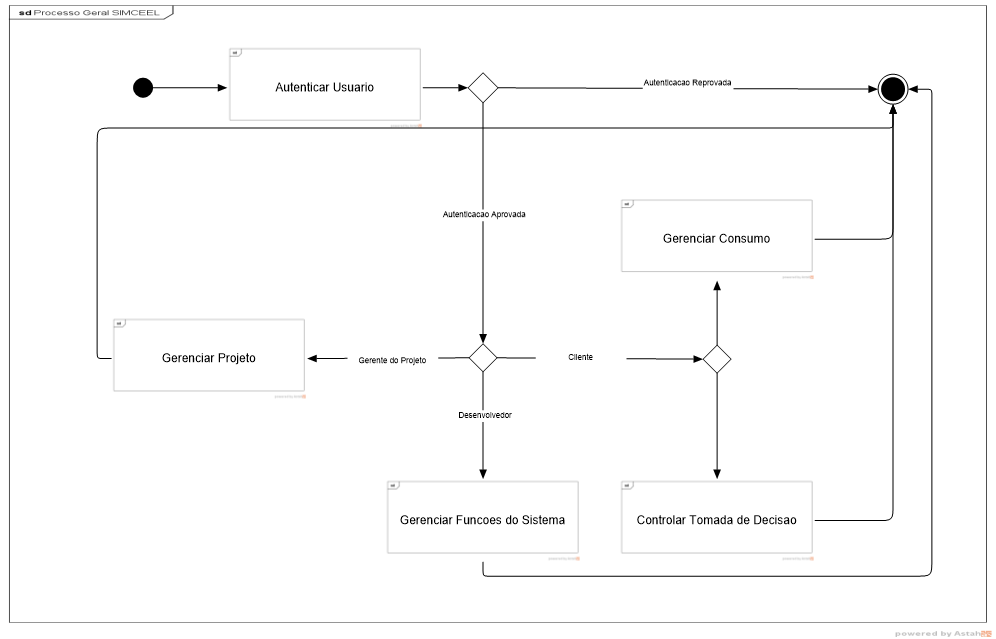 sd Processo Geral SIMCEEL
sd
Autenticar Usuario
Autenticacao Reprovada
Autenticacao Aprovada
sd
Gerenciar Consumo
sd
Gerenciar Projeto
Gerente do Projeto
Cliente
Desenvolvedor
sd
Gerenciar Funcoes do Sistema
sd
Controlar Tomada de Decisao
powered by Astah